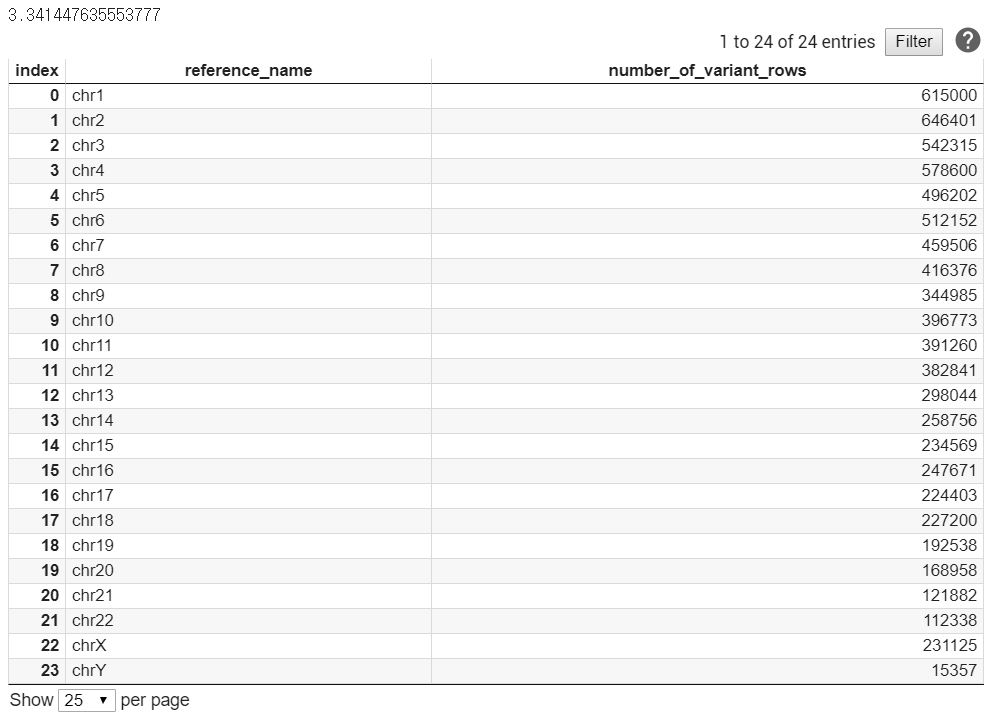 3.341447635553777
1 to 24 of 24 entries Filter ?
index reference_name number_of_variant_rows
0 chr1 615000
1 chr2 646401
2 chr3 542315
3 chr4 578600
4 chr5 496202
5 chr6 512152
6 chr7 459506
7 chr8 416376
8 chr9 344985
9 chr10 396773
10 chr11 391260
11 chr12 382841
12 chr13 298044
13 chr14 258756
14 chr15 234569
15 chr16 247671
16 chr17 224403
17 chr18 227200
18 chr19 192538
19 chr20 168958
20 chr21 121882
21 chr22 112338
22 chrX 231125
23 chrY 15357
Show 25 per page